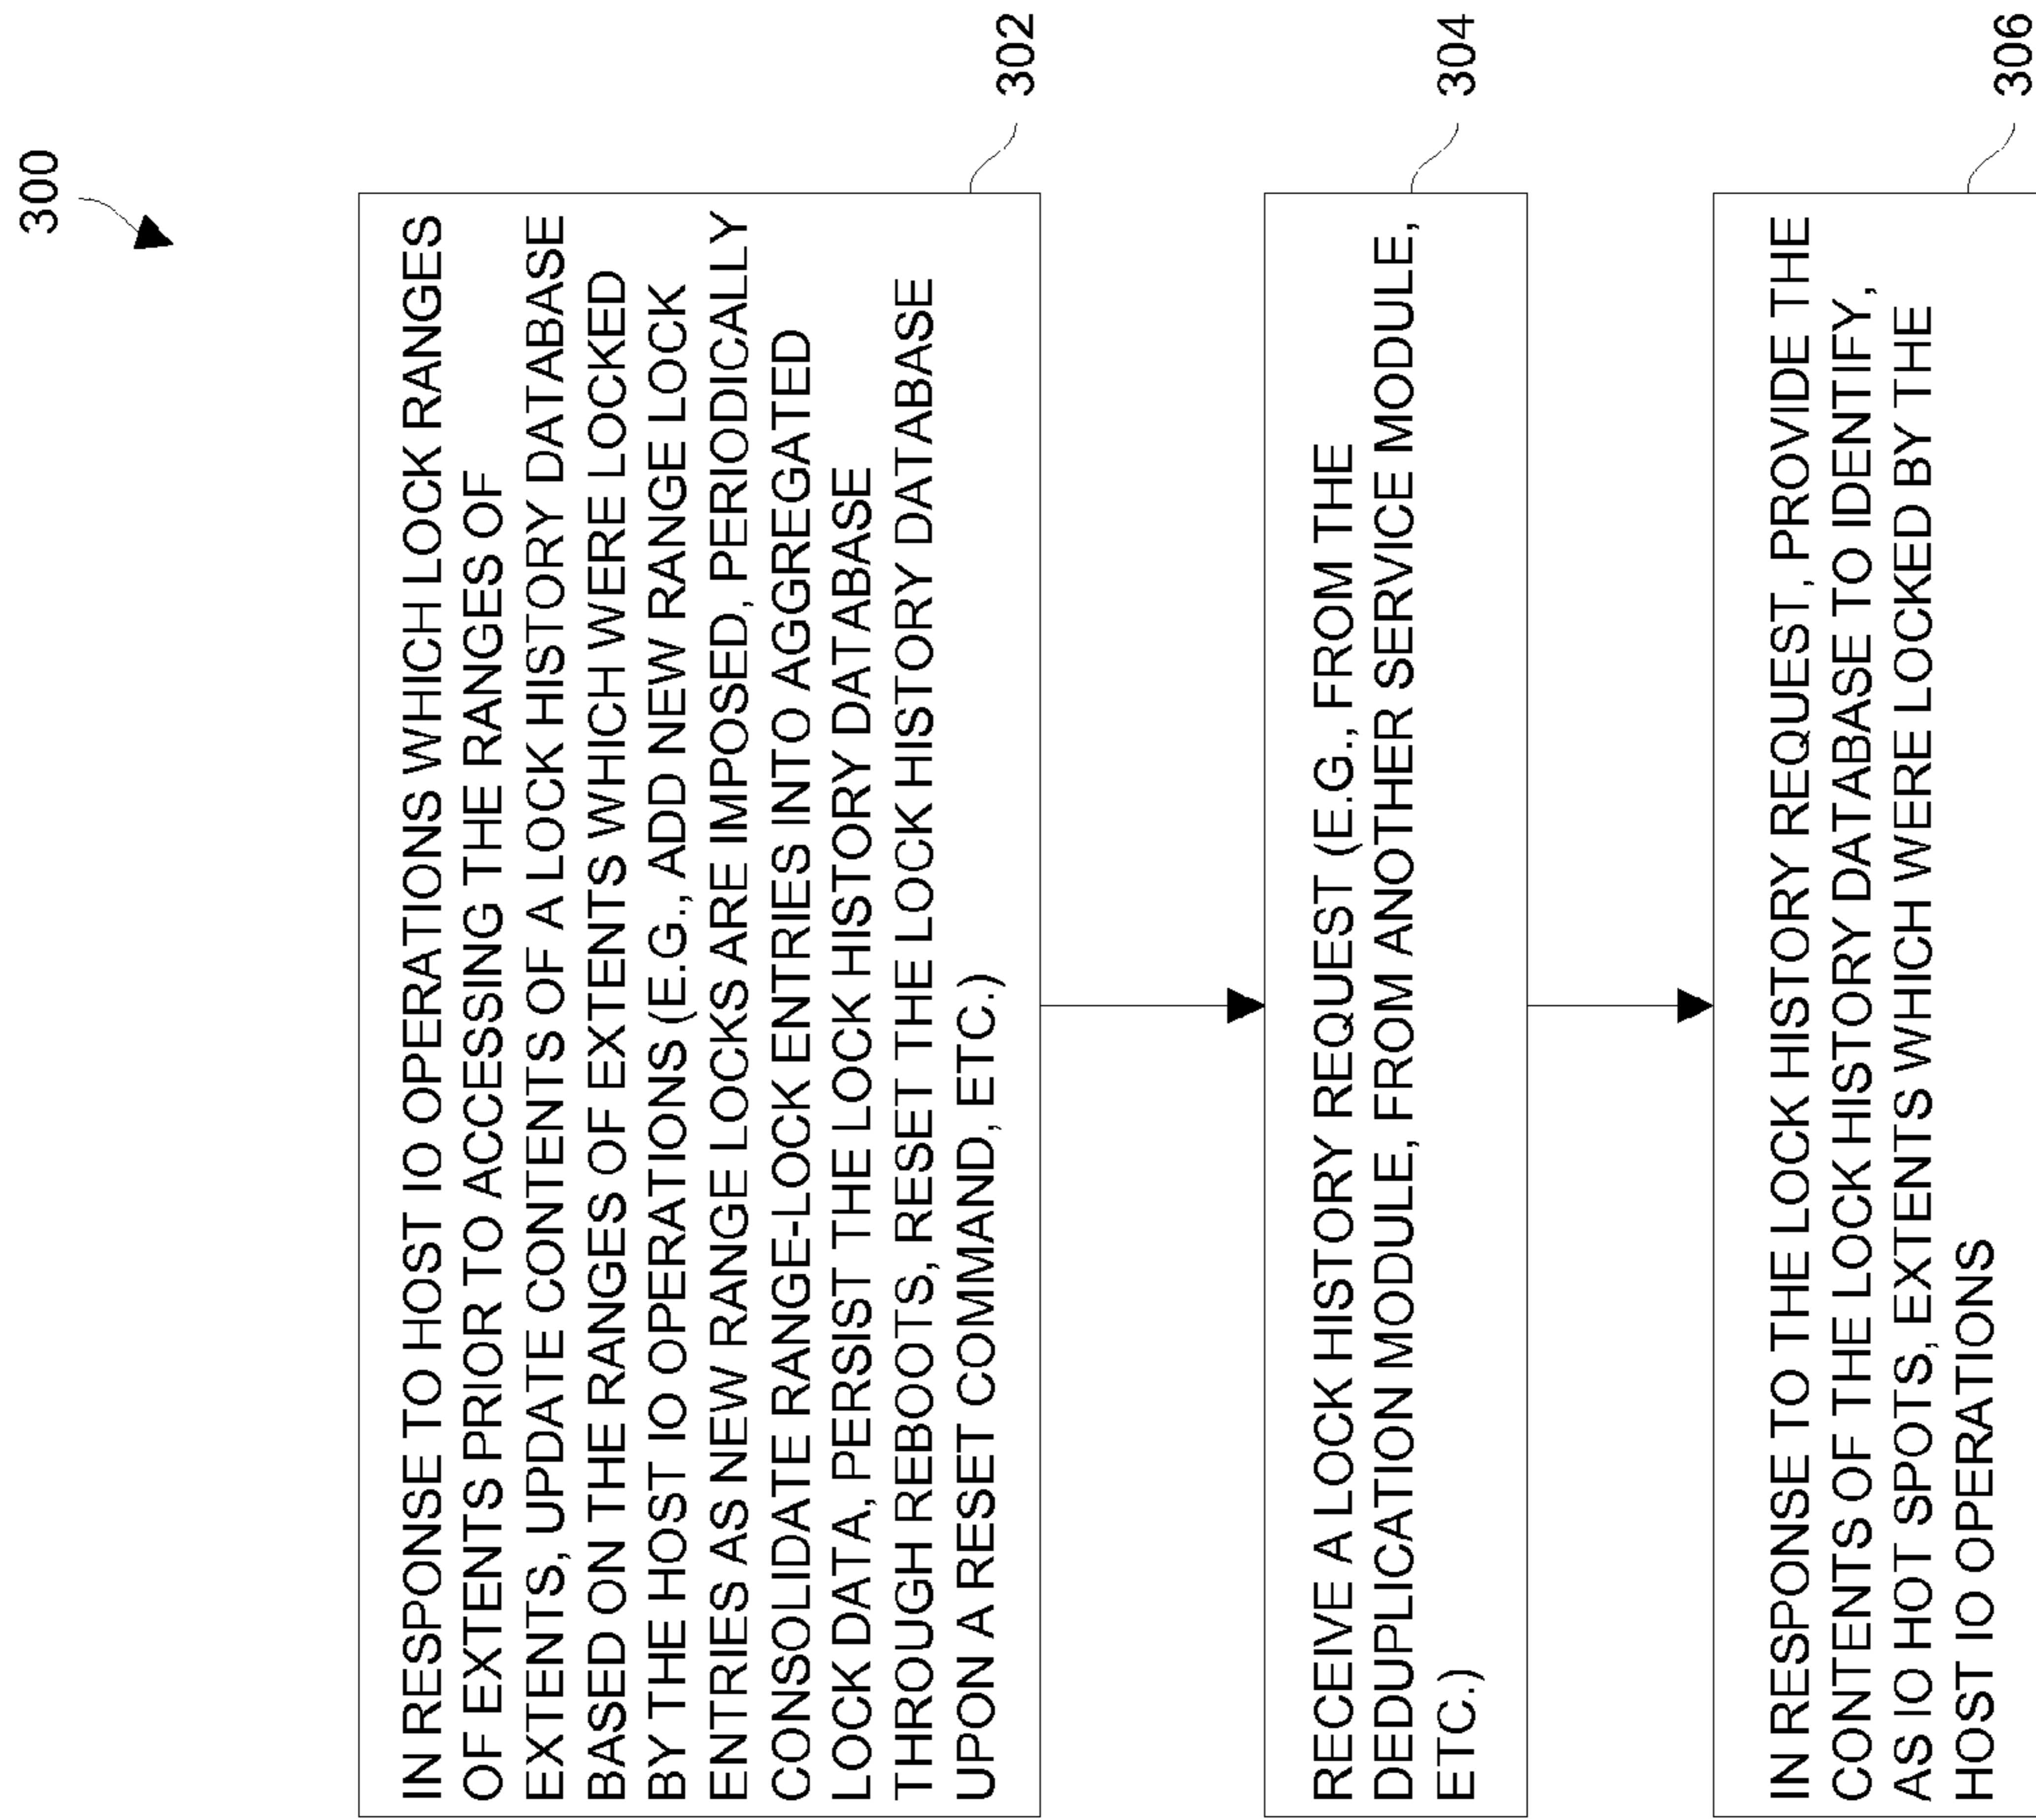 300
IN RESPONSE TO HOST IO OPERATIONS WHICH LOCK RANGES
OF EXTENTS PRIOR TO ACCESSING THE RANGES OF
EXTENTS, UPDATE CONTENTS OF A LOCK HISTORY DATABASE
BASED ON THE RANGES OF EXTENTS WHICH WERE LOCKED
BY THE HOST IO OPERATIONS (E.G., ADD NEW RANGE LOCK
ENTRIES AS NEW RANGE LOCKS ARE IMPOSED, PERIODICALLY
CONSOLIDATE RANGE-LOCK ENTRIES INTO AGGREGATED
LOCK DATA, PERSIST THE LOCK HISTORY DATABASE
THROUGH REBOOTS, RESET THE LOCK HISTORY DATABASE
UPON A RESET COMMAND, ETC.)
302
RECEIVE A LOCK HISTORY REQUEST (E.G., FROM THE
DEDUPLICATION MODULE, FROM ANOTHER SERVICE MODULE,
ETC.)
304
IN RESPONSE TO THE LOCK HISTORY REQUEST, PROVIDE THE
CONTENTS OF THE LOCK HISTORY DATABASE TO IDENTIFY,
AS IO HOT SPOTS, EXTENTS WHICH WERE LOCKED BY THE
HOST IO OPERATIONS
306